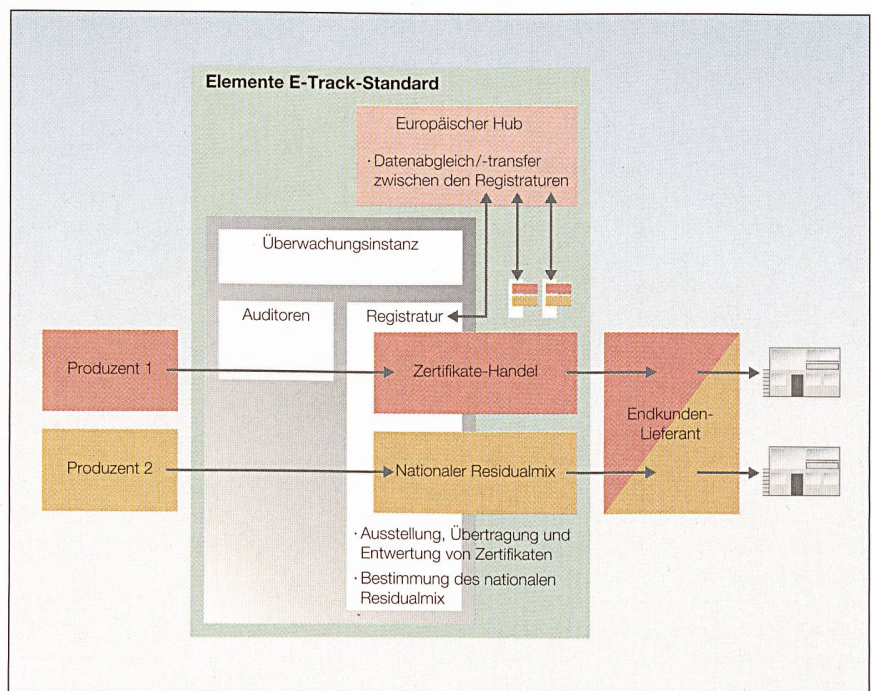 Elemente E-Track-Standard
Europäischer Hub
· Datenabgleich/-transfer
zwischen den Registraturen
Überwachungsinstanz
Auditoren
Registratur
Produzent 1
Zertifikate-Handel
Endkunden-
Lieferant
Produzent 2
Nationaler Residualmix
· Ausstellung, Übertragung und
Entwertung von Zertifikaten
· Bestimmung des nationalen
Residualmix